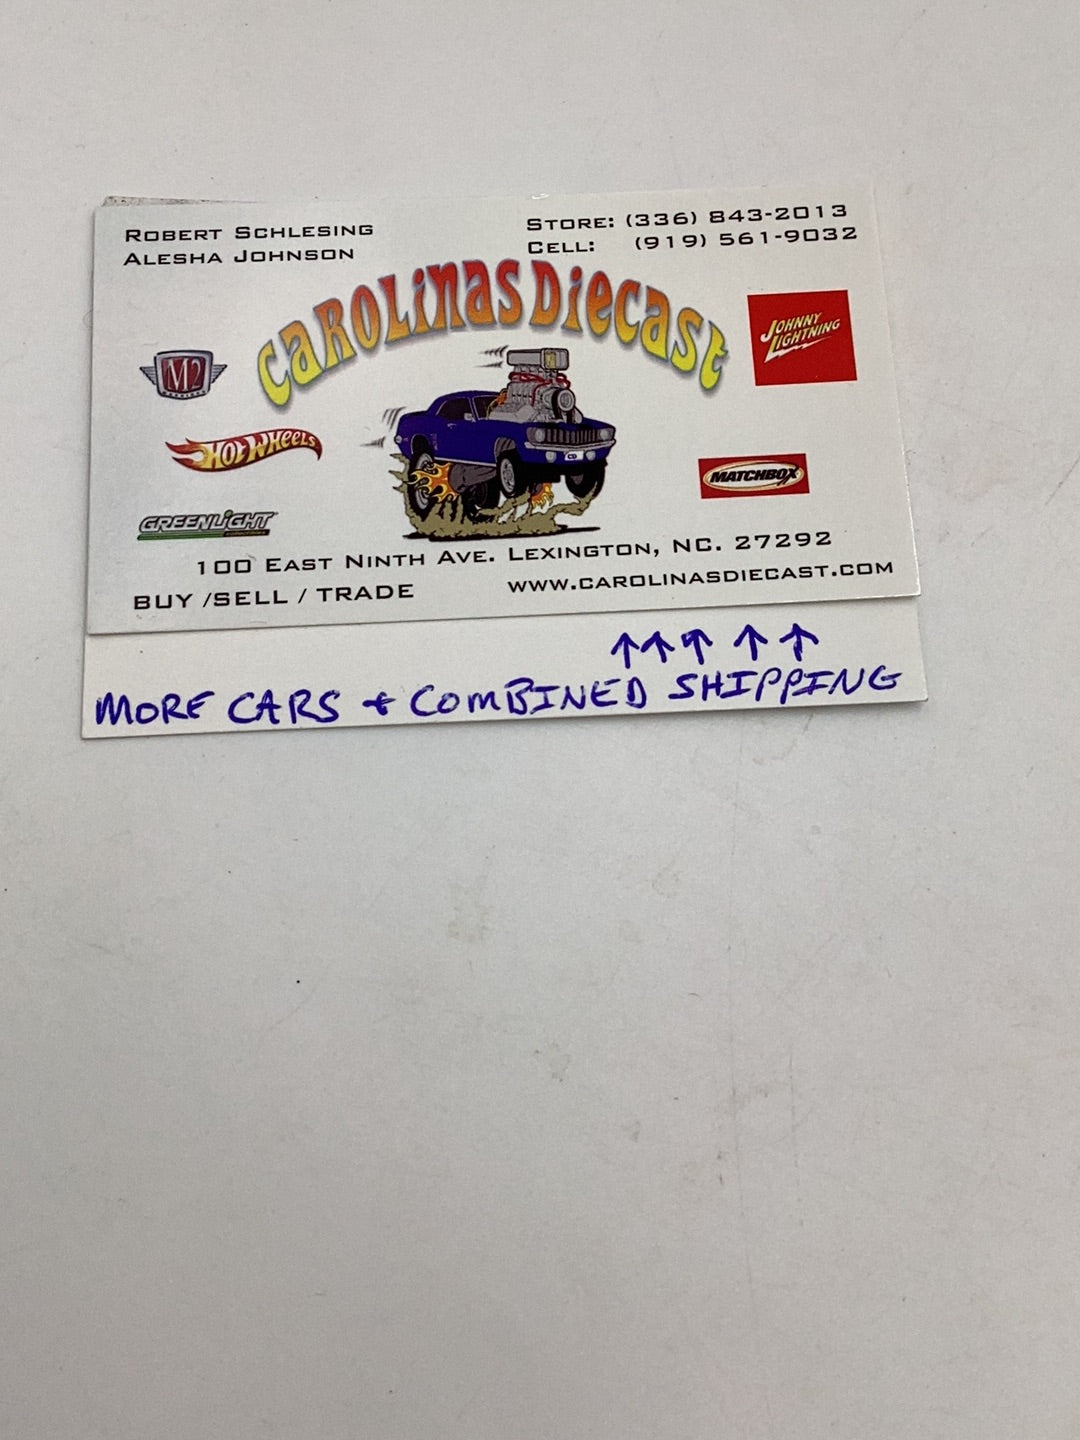 ROBERT SCHLESING
ALESHA JOHNSON
STORE: (336) 843-2013
CELL: (919) 561-9032
CAROLINAS DIECAST
M2
JOHNNY LIGHTNING
HOT WHEELS
MATCHBOX
GREENLIGHT
CD
100 EAST NINTH AVE. LEXINGTON, NC. 27292
BUY /SELL / TRADE
WWW.CAROLINASDIECAST.COM
↑↑↑ ↑↑
MORE CARS + COMBINED SHIPPING